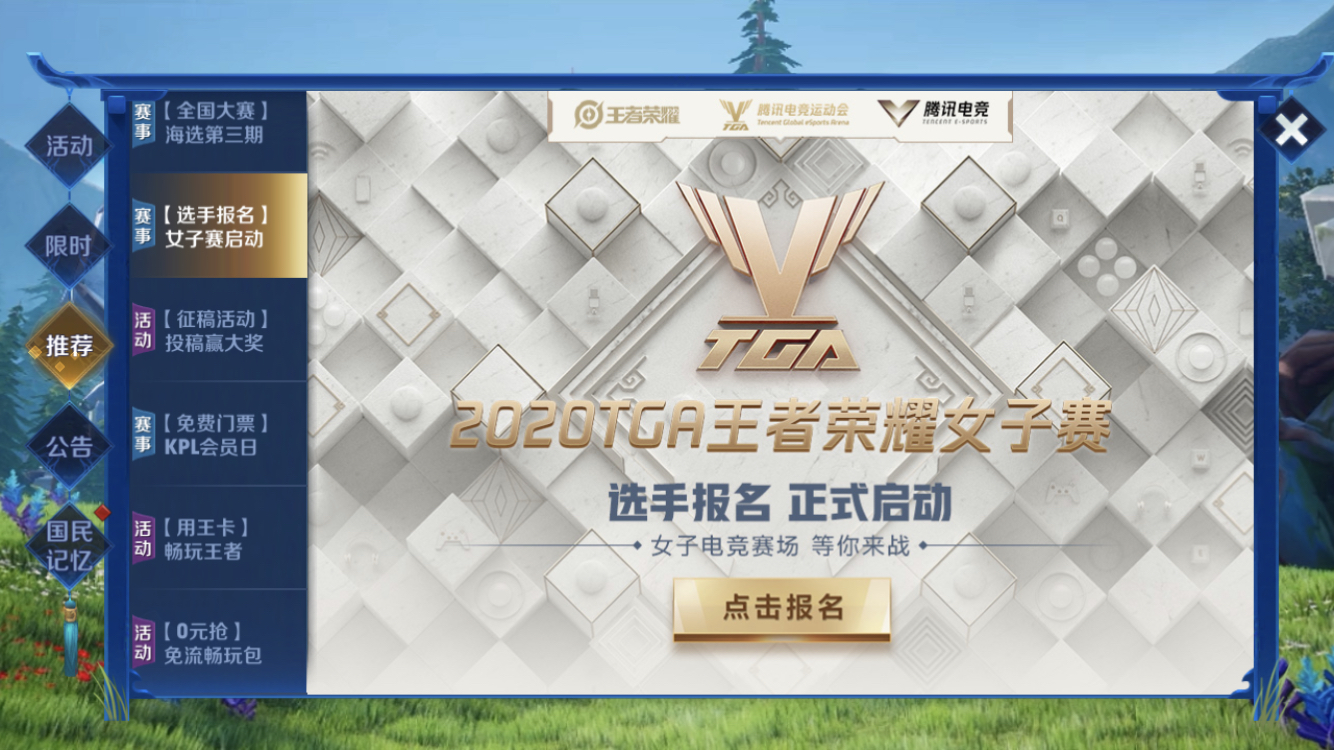 活动
限时
推荐
公告
国民
记忆
赛事
【全国大赛】
海选第三期
赛事
【选手报名】
女子赛启动
活动
【征稿活动】
投稿赢大奖
赛事
【免费门票】
KPL会员日
活动
【用王卡】
畅玩王者
活动
【0元抢】
免流畅玩包
王者荣耀
TGA
腾讯电竞运动会
Tencent Global eSports Arena
腾讯电竞
TENCENT E-SPORTS
TGA
2020TGA王者荣耀女子赛
选手报名 正式启动
女子电竞赛场 等你来战
点击报名